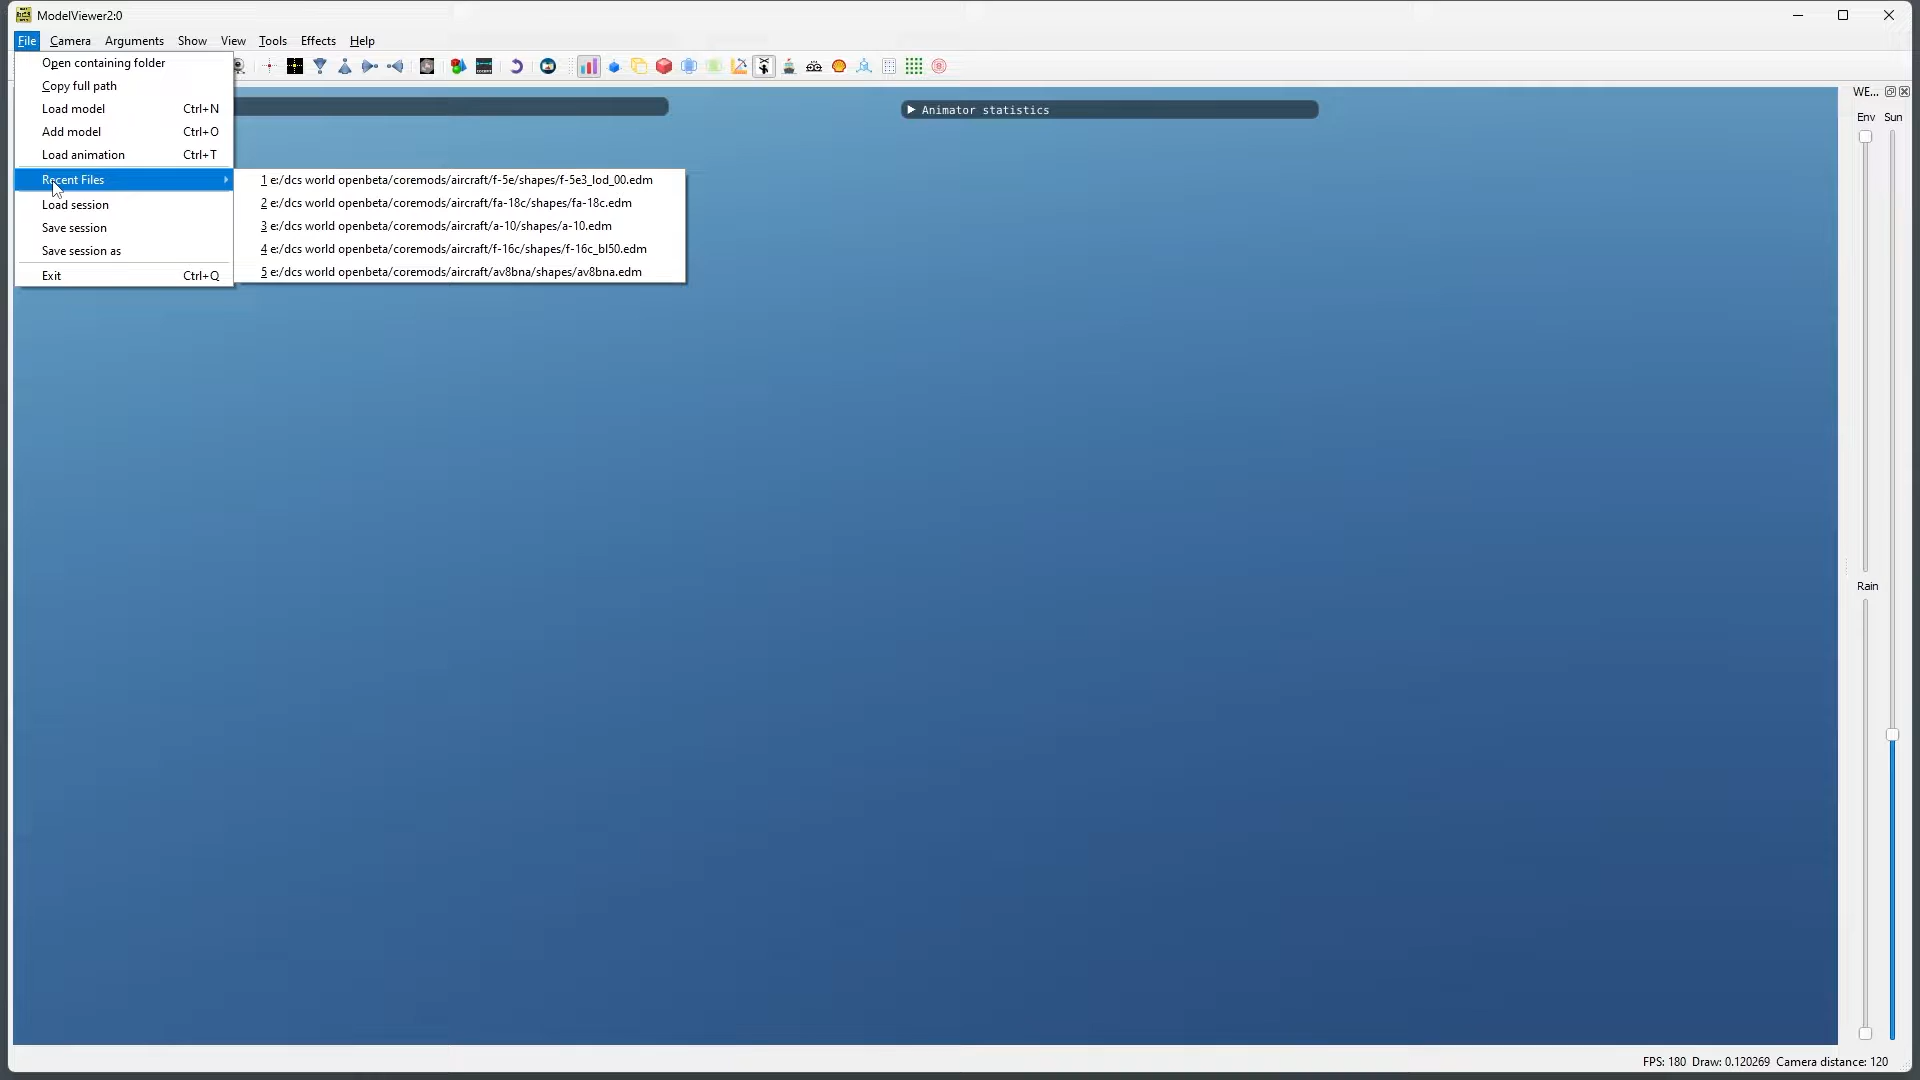 ModelViewer2:0
File Camera Arguments Show View Tools Effects Help
Open containing folder
Copy full path
Load model Ctrl+N
Add model Ctrl+O
Load animation Ctrl+T
Recent Files
Load session
Save session
Save session as
Exit Ctrl+Q
1 e:/dcs world openbeta/coremods/aircraft/f-5e/shapes/f-5e3_lod_00.edm
2 e:/dcs world openbeta/coremods/aircraft/fa-18c/shapes/fa-18c.edm
3 e:/dcs world openbeta/coremods/aircraft/a-10/shapes/a-10.edm
4 e:/dcs world openbeta/coremods/aircraft/f-16c/shapes/f-16c_bl50.edm
5 e:/dcs world openbeta/coremods/aircraft/av8bna/shapes/av8bna.edm
Animator statistics
WE...
Env Sun
Rain
FPS: 180 Draw: 0.120269 Camera distance: 120